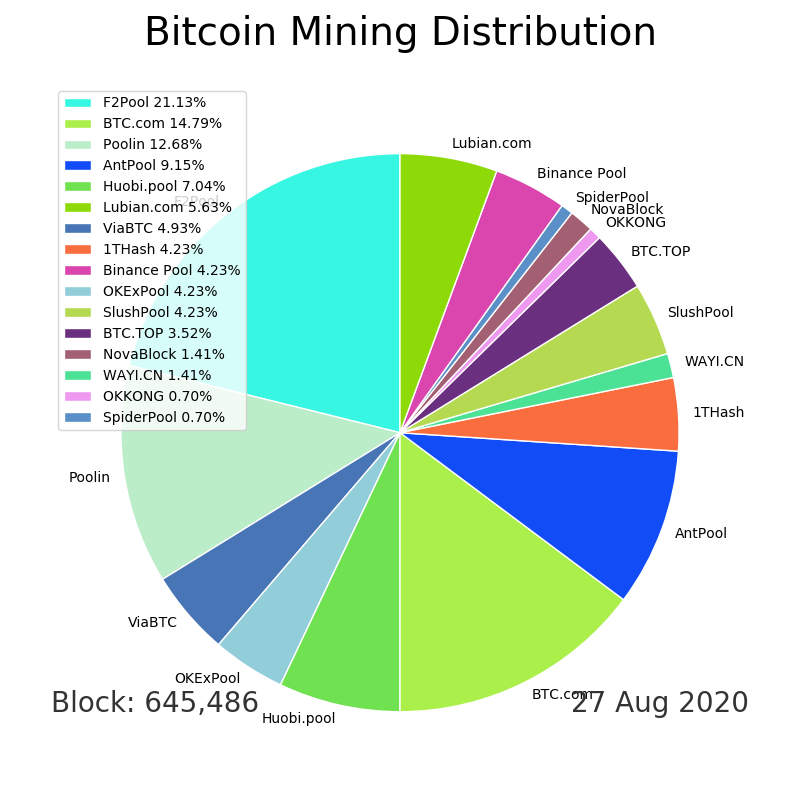 Bitcoin Mining Distribution
F2Pool 21.13%
BTC.com 14.79%
Poolin 12.68%
AntPool 9.15%
Huobi.pool 7.04%
Lubian.com 5.63%
ViaBTC 4.93%
1THash 4.23%
Binance Pool 4.23%
OKExPool 4.23%
SlushPool 4.23%
BTC.TOP 3.52%
NovaBlock 1.41%
WAYI.CN 1.41%
OKKONG 0.70%
SpiderPool 0.70%
F2Pool
Lubian.com
Binance Pool
SpiderPool
NovaBlock
OKKONG
BTC.TOP
SlushPool
WAYI.CN
1THash
AntPool
BTC.com
Huobi.pool
OKExPool
ViaBTC
Poolin
Block: 645,486
27 Aug 2020